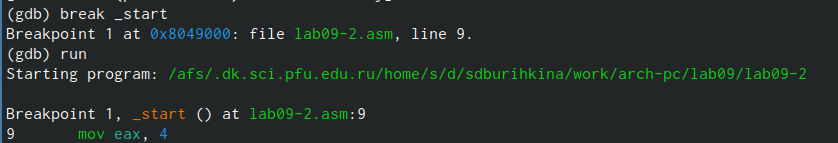 (gdb) break _start
Breakpoint 1 at 0x8049000: file lab09-2.asm, line 9.
(gdb) run
Starting program: /afs/.dk.sci.pfu.edu.ru/home/s/d/sdburihkina/work/arch-pc/lab09/lab09-2
Breakpoint 1, _start () at lab09-2.asm:9
9       mov eax, 4